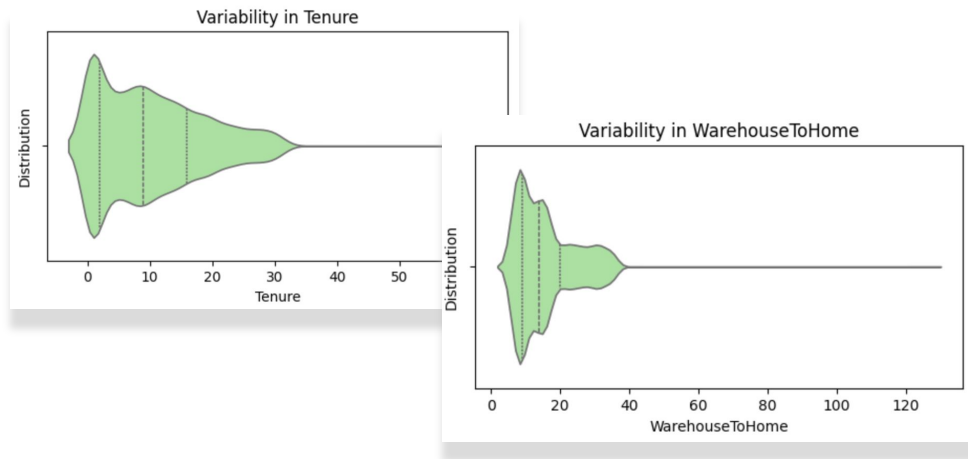 Variability in Tenure
Distribution
0 10 20 30 40 50
Tenure
Variability in WarehouseToHome
Distribution
0 20 40 60 80 100 120
WarehouseToHome